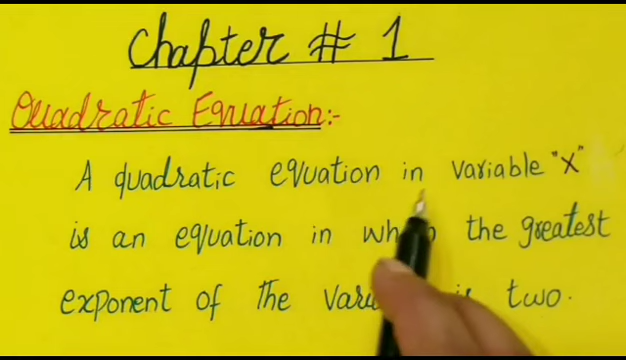 Chapter # 1
Quadratic Equation:-
A quadratic equation in variable "X"
is an equation in the greatest
exponent of the two.